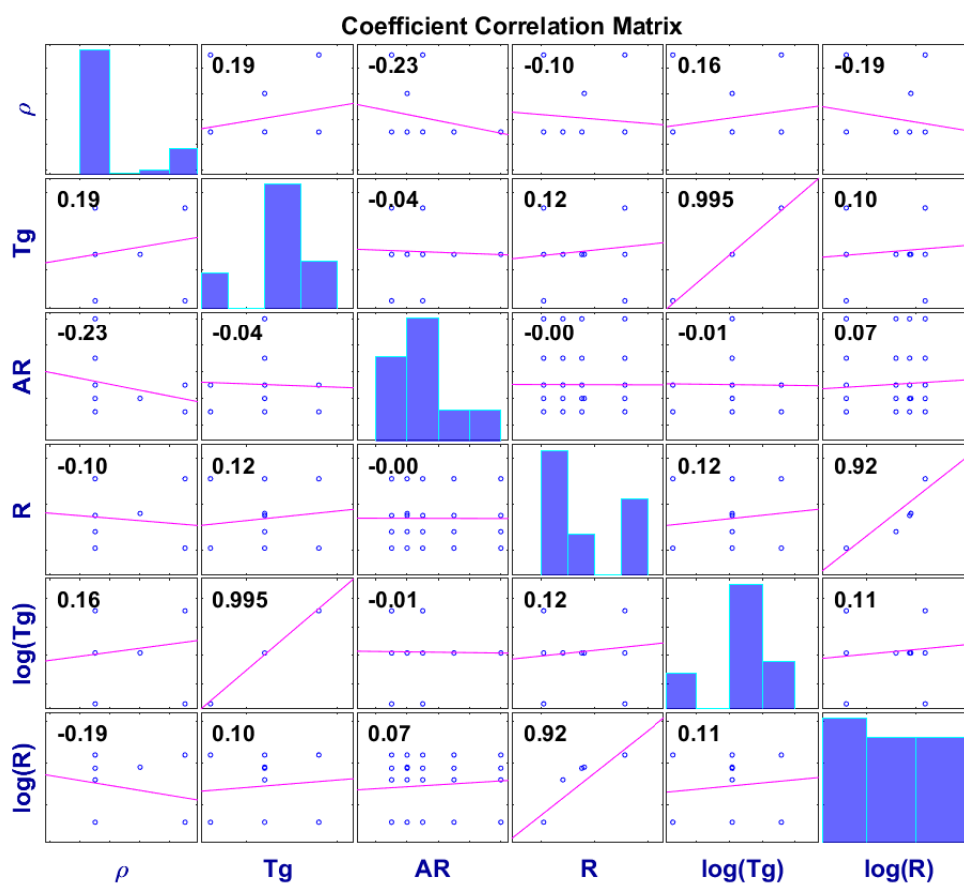 Coefficient Correlation Matrix
ρ 0.19 -0.23 -0.10 0.16 -0.19
Tg 0.19 -0.04 0.12 0.995 0.10
AR -0.23 -0.04 -0.00 -0.01 0.07
R -0.10 0.12 -0.00 0.12 0.92
log(Tg) 0.16 0.995 -0.01 0.12 0.11
log(R) -0.19 0.10 0.07 0.92 0.11
ρ Tg AR R log(Tg) log(R)